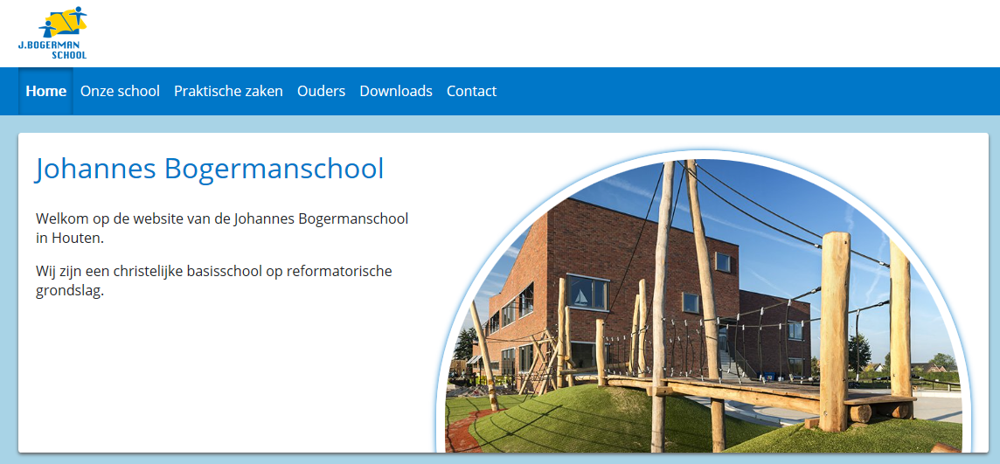 J.BOGERMAN
SCHOOL
Home Onze school Praktische zaken Ouders Downloads Contact
Johannes Bogermanschool
Welkom op de website van de Johannes Bogermanschool
in Houten.
Wij zijn een christelijke basisschool op reformatorische
grondslag.